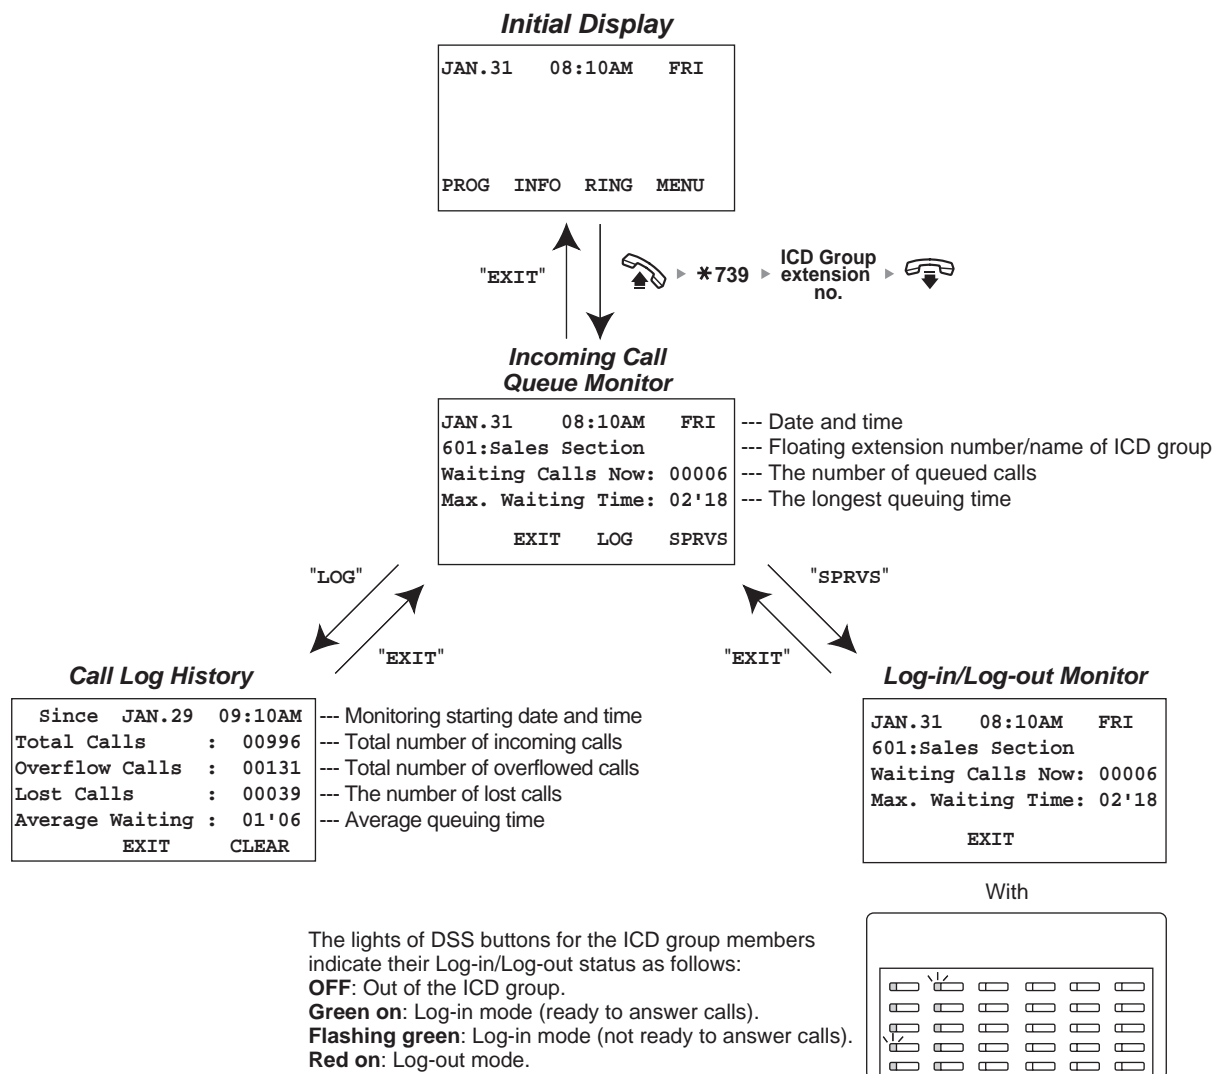 Initial Display
JAN.31 08:10AM FRI
PROG INFO RING MENU
"EXIT"
*739
ICD Group
extension
no.
Incoming Call
Queue Monitor
JAN.31 08:10AM FRI --- Date and time
601:Sales Section --- Floating extension number/name of ICD group
Waiting Calls Now: 00006 --- The number of queued calls
Max. Waiting Time: 02'18 --- The longest queuing time
EXIT LOG SPRVS
"LOG"
"EXIT"
"SPRVS"
"EXIT"
Call Log History
Since JAN.29 09:10AM --- Monitoring starting date and time
Total Calls : 00996 --- Total number of incoming calls
Overflow Calls : 00131 --- Total number of overflowed calls
Lost Calls : 00039 --- The number of lost calls
Average Waiting : 01'06 --- Average queuing time
EXIT CLEAR
Log-in/Log-out Monitor
JAN.31 08:10AM FRI
601:Sales Section
Waiting Calls Now: 00006
Max. Waiting Time: 02'18
EXIT
With
The lights of DSS buttons for the ICD group members
indicate their Log-in/Log-out status as follows:
OFF: Out of the ICD group.
Green on: Log-in mode (ready to answer calls).
Flashing green: Log-in mode (not ready to answer calls).
Red on: Log-out mode.